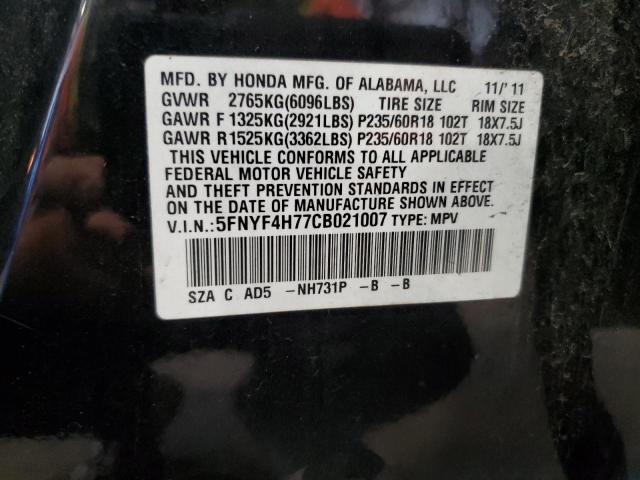 MFD. BY HONDA MFG. OF ALABAMA, LLC 11/'11
GVWR 2765KG(6096LBS) TIRE SIZE RIM SIZE
GAWR F 1325KG(2921LBS) P235/60R18 102T 18X7.5J
GAWR R 1525KG(3362LBS) P235/60R18 102T 18X7.5J
THIS VEHICLE CONFORMS TO ALL APPLICABLE
FEDERAL MOTOR VEHICLE SAFETY
AND THEFT PREVENTION STANDARDS IN EFFECT
ON THE DATE OF MANUFACTURE SHOWN ABOVE.
V.I.N.:5FNYF4H77CB021007 TYPE: MPV
SZA C AD5 -NH731P -B -B